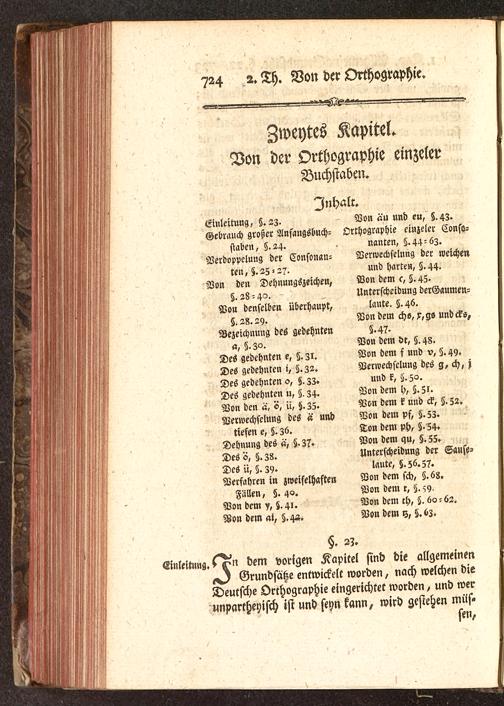 724 2. Th. Von der Orthographie.
Zweytes Kapitel.
Von der Orthographie einzeler
Buchstaben.
Inhalt.
Einleitung, §. 23.
Gebrauch großer Anfangsbuch-
staben, §. 24.
Verdoppelung der Consonan-
ten, §. 25-27.
Von den Dehnungszeichen,
§. 28-40.
Von denselben überhaupt,
§. 28. 29.
Bezeichnung des gedehnten
a, §. 30.
Des gedehnten e, §. 31.
Des gedehnten i, §. 32.
Des gedehnten o, §. 33.
Des gedehnten u, §. 34.
Von den ä, ö, ü, §. 35.
Verwechselung des ä und
tiefen e, §. 36.
Dehnung des ä, §. 37.
Des ö, §. 38.
Des ü, §. 39.
Verfahren in zweifelhaften
Fällen, §. 40.
Von dem y, §. 41.
Von dem ai, §. 42.
Von äu und eu, §. 43.
Orthographie einzeler Conso-
nanten, §. 44-63.
Verwechselung der weichen
und harten, §. 44.
Von dem c, §. 45.
Unterscheidung der Gaumen-
laute. §. 46.
Von dem chs, x, gs und cks,
§. 47.
Von dem dt, §. 48.
Von dem f und v, §. 49.
Verwechselung des g, ch, j
und k, §. 50.
Von dem h, §. 51.
Von dem k und ck, §. 52.
Von dem pf, §. 53.
Ton dem ph, §. 54.
Von dem qu, §. 55.
Unterscheidung der Sause-
laute, §. 56. 57.
Von dem sch, §. 68.
Von dem t, §. 59.
Von dem th, §. 60-62.
Von dem tz, §. 63.
§. 23.
Einleitung. In dem vorigen Kapitel sind die allgemeinen
Grundsätze entwickelt worden, nach welchen die
Deutsche Orthographie eingerichtet worden, und wer
unpartheyisch ist und seyn kann, wird gestehen müs-
sen,